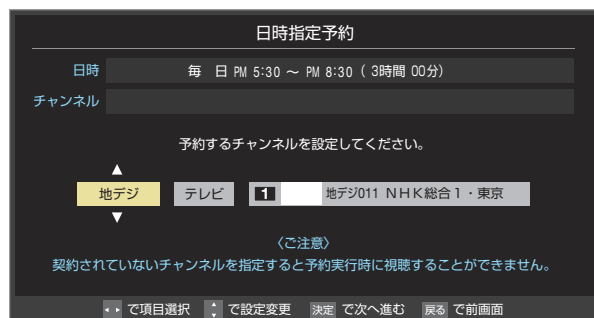 日時指定予約
日時 毎 日 PM 5:30 ～ PM 8:30 ( 3時間 00分)
チャンネル
予約するチャンネルを設定してください。
地デジ テレビ 1 地デジ011 ＮＨＫ総合１・東京
〈ご注意〉
契約されていないチャンネルを指定すると予約実行時に視聴することができません。
で項目選択 で設定変更 決定 で次へ進む 戻る で前画面